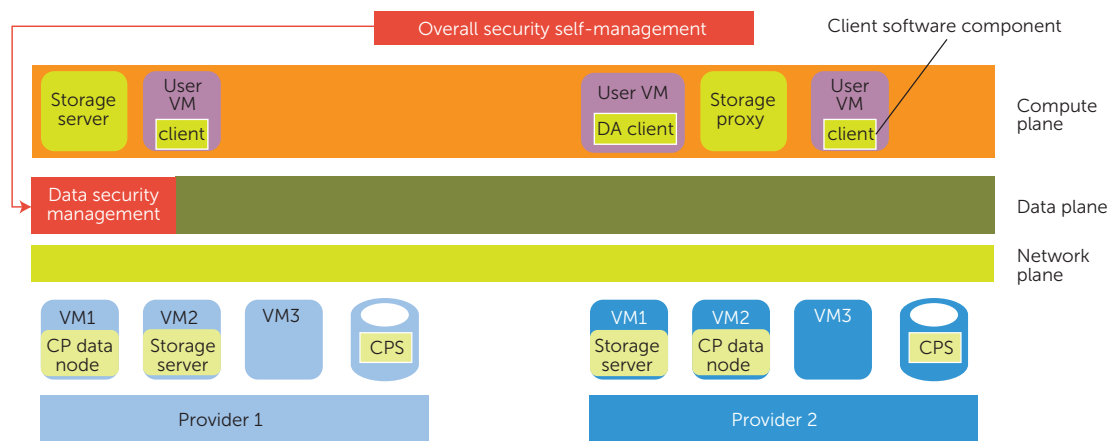 Overall security self-management
Client software component
Storage
server
User
VM
client
User VM
DA client
Storage
proxy
User
VM
client
Compute
plane
Data security
management
Data plane
Network
plane
VM1
CP data
node
VM2
Storage
server
VM3
CPS
VM1
Storage
server
VM2
CP data
node
VM3
CPS
Provider 1
Provider 2